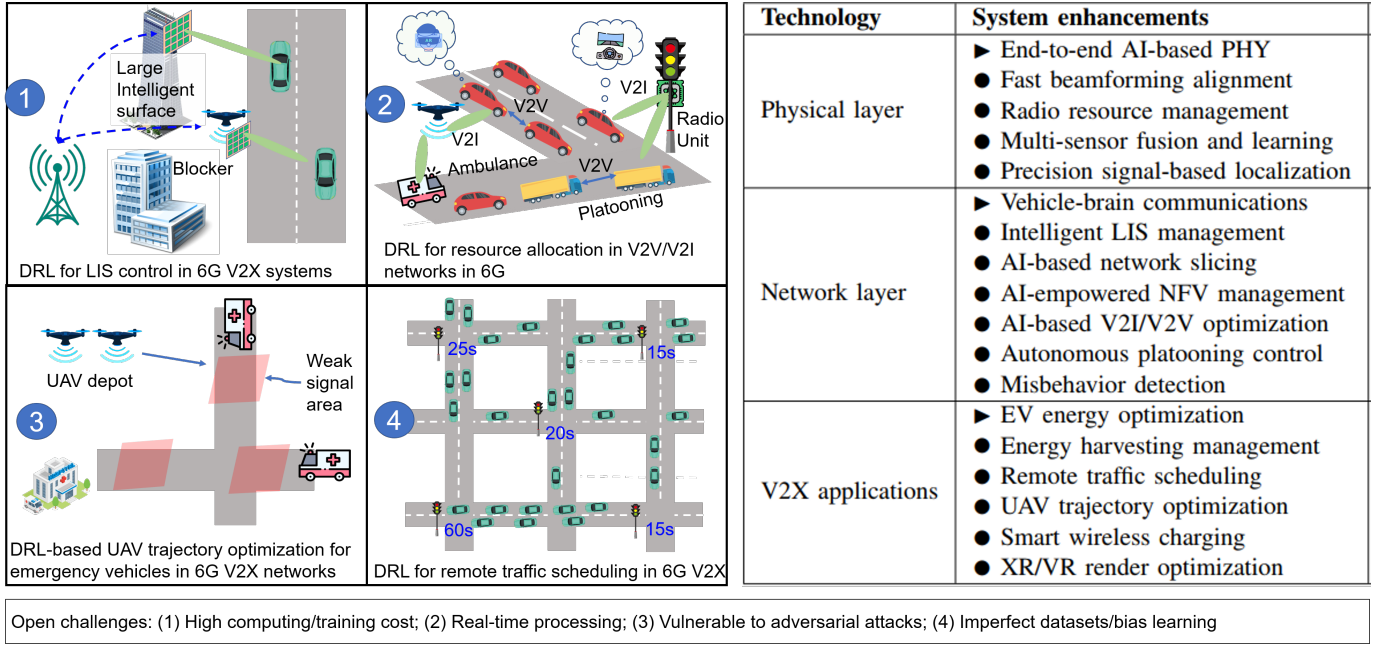 1
Large
Intelligent
surface
Blocker
DRL for LIS control in 6G V2X systems
2
V2V
V2I
V2I
Radio
Unit
Ambulance
V2V
Platooning
DRL for resource allocation in V2V/V2I
networks in 6G
3
UAV depot
Weak
signal
area
DRL-based UAV trajectory optimization for
emergency vehicles in 6G V2X networks
4
25s
15s
20s
60s
15s
DRL for remote traffic scheduling in 6G V2X
Technology System enhancements
Physical layer
► End-to-end AI-based PHY
● Fast beamforming alignment
● Radio resource management
● Multi-sensor fusion and learning
● Precision signal-based localization
Network layer
► Vehicle-brain communications
● Intelligent LIS management
● AI-based network slicing
● AI-empowered NFV management
● AI-based V2I/V2V optimization
● Autonomous platooning control
● Misbehavior detection
V2X applications
► EV energy optimization
● Energy harvesting management
● Remote traffic scheduling
● UAV trajectory optimization
● Smart wireless charging
● XR/VR render optimization
Open challenges: (1) High computing/training cost; (2) Real-time processing; (3) Vulnerable to adversarial attacks; (4) Imperfect datasets/bias learning